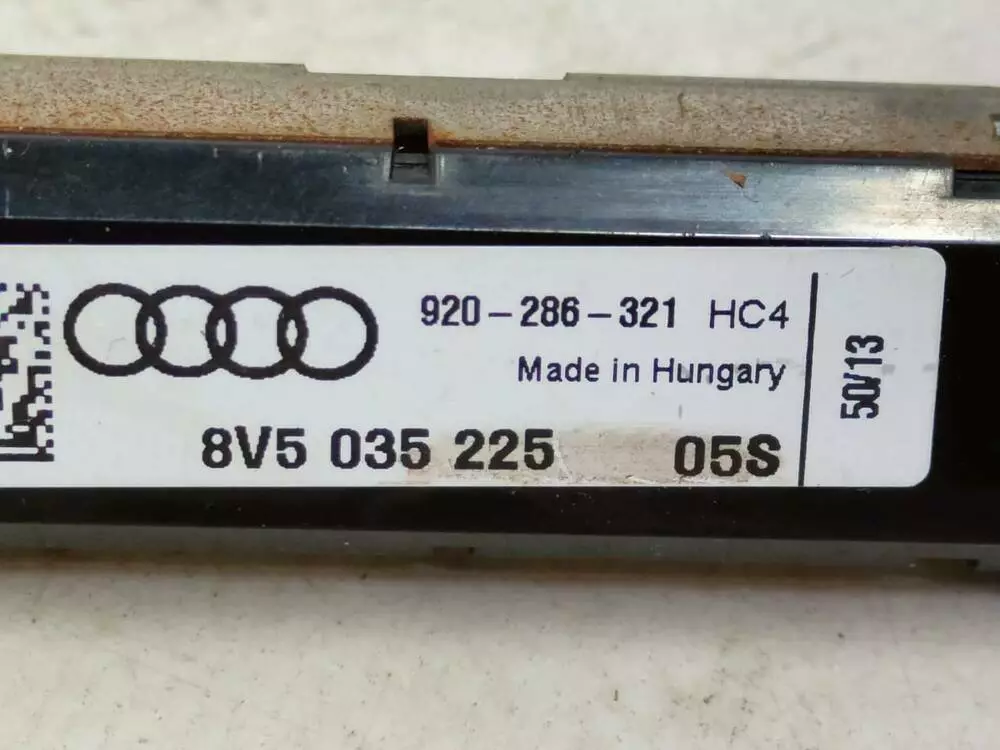 920-286-321 HC4
Made in Hungary
8V5 035 225 05S
50/13